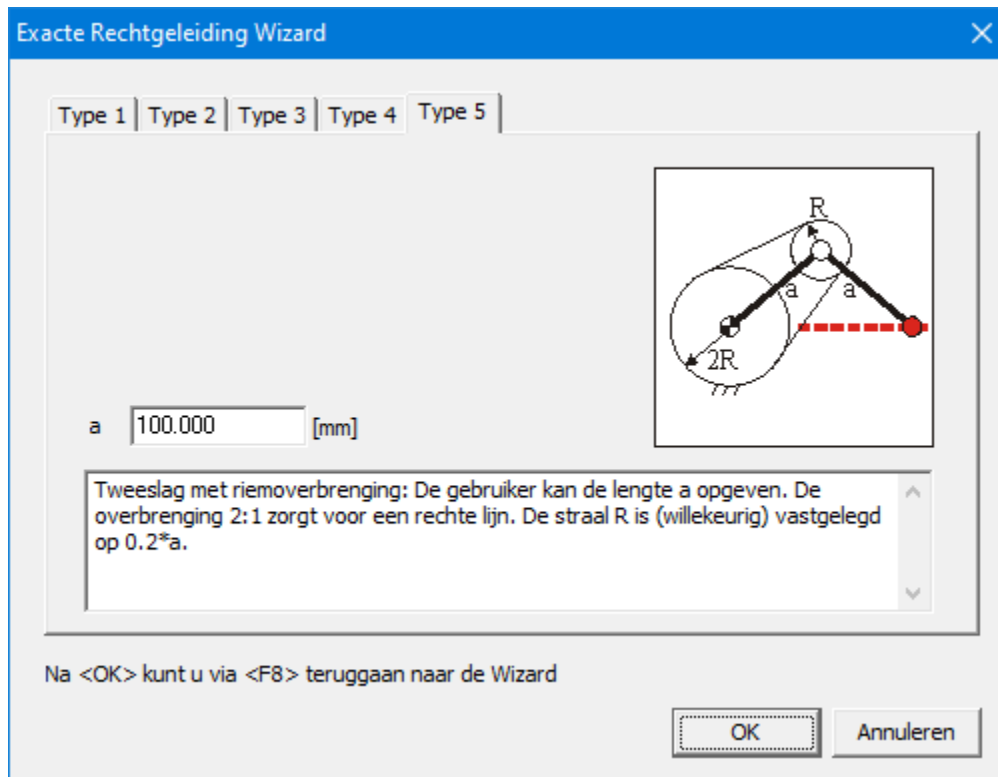 Exacte Rechtgeleiding Wizard
Type 1 Type 2 Type 3 Type 4 Type 5
R
a a
2R
a 100.000 [mm]
Tweeslag met riemoverbrenging: De gebruiker kan de lengte a opgeven. De
overbrenging 2:1 zorgt voor een rechte lijn. De straal R is (willekeurig) vastgelegd
op 0.2*a.
Na <OK> kunt u via <F8> teruggaan naar de Wizard
OK Annuleren